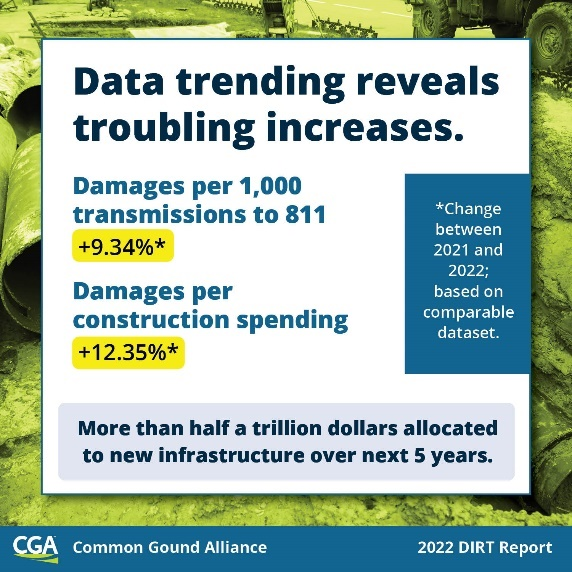 Data trending reveals
troubling increases.
Damages per 1,000
transmissions to 811
+9.34%*
Damages per
construction spending
+12.35%*
*Change
between
2021 and
2022;
based on
comparable
dataset.
More than half a trillion dollars allocated
to new infrastructure over next 5 years.
CGA Common Gound Alliance
2022 DIRT Report